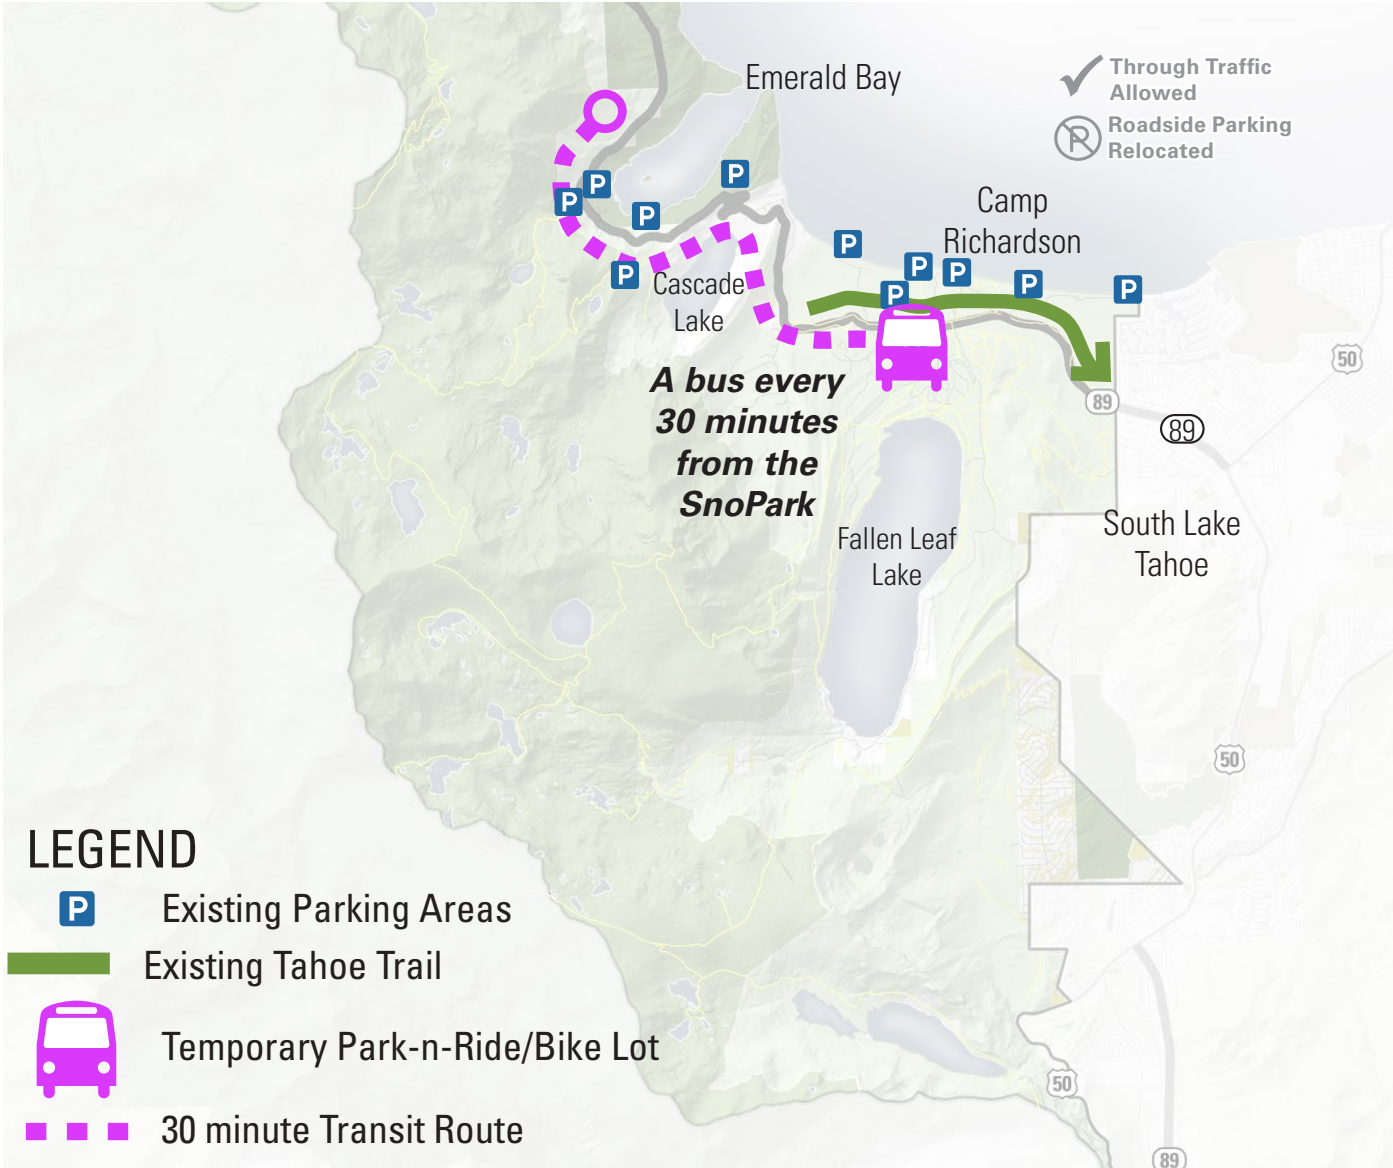 Emerald Bay
Through Traffic
Allowed
P
Roadside Parking
Relocated
P
P
P
P
P
Camp
Richardson
P
P
P
P
P
P
Cascade
Lake
50
A bus every
30 minutes
from the
SnoPark
89
89
South Lake
Tahoe
Fallen Leaf
Lake
50
LEGEND
P Existing Parking Areas
Existing Tahoe Trail
Temporary Park-n-Ride/Bike Lot
50
30 minute Transit Route
89